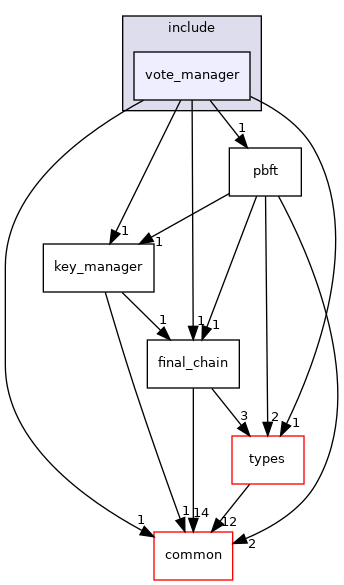 include
vote_manager
1
pbft
1
1
key_manager
1
1
1
final_chain
3
2
1
types
1
14
12
1
2
common